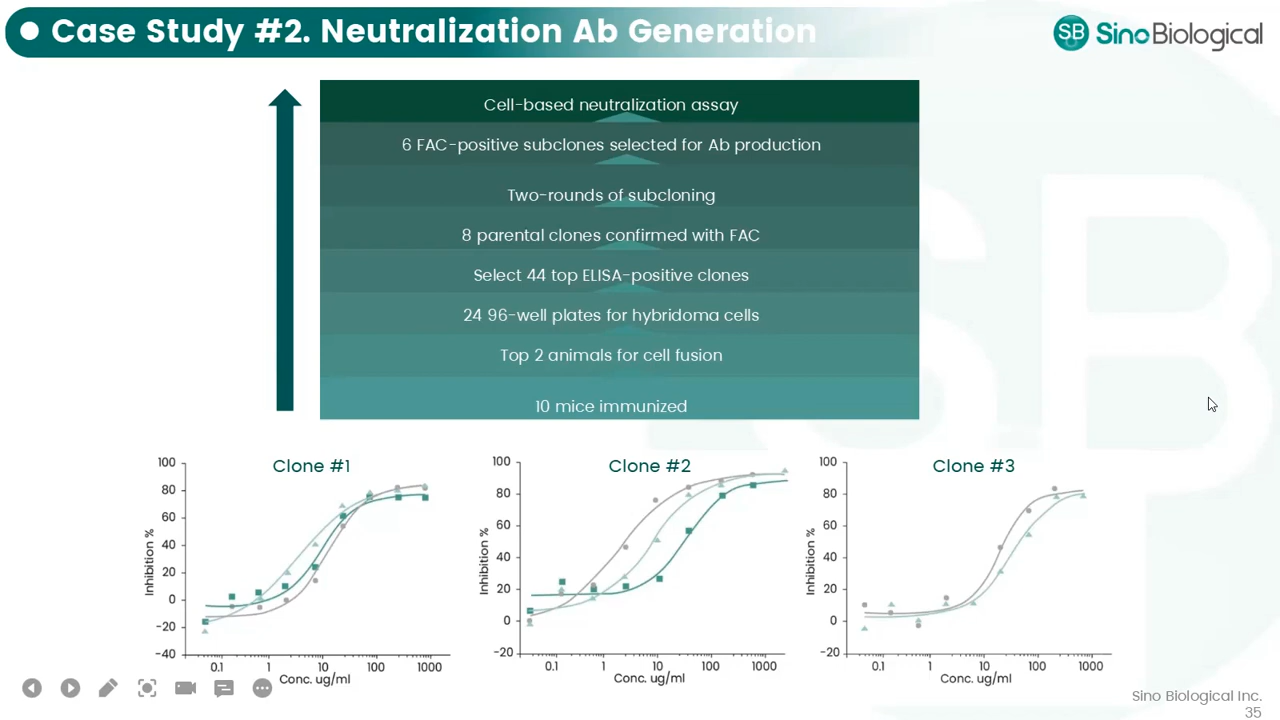 Case Study #2. Neutralization Ab Generation
SB SinoBiological
Cell-based neutralization assay
6 FAC-positive subclones selected for Ab production
Two-rounds of subcloning
8 parental clones confirmed with FAC
Select 44 top ELISA-positive clones
24 96-well plates for hybridoma cells
Top 2 animals for cell fusion
10 mice immunized
Clone #1
Inhibition %
100
80
60
40
20
0
-20
-40
0.1 1 10 100 1000
Conc. ug/ml
Clone #2
Inhibition %
100
80
60
40
20
0
-20
0.1 1 10 100 1000
Conc. ug/ml
Clone #3
Inhibition %
100
80
60
40
20
0
-20
0.1 1 10 100 1000
Conc. ug/ml
Sino Biological Inc.
35